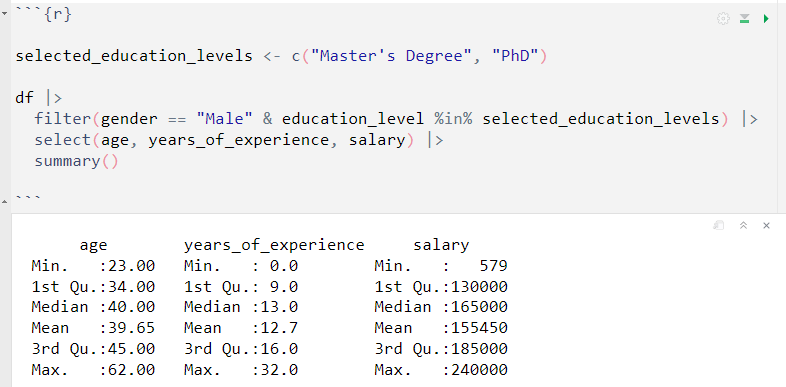 ```{r}
selected_education_levels <- c("Master's Degree", "PhD")
df |>
  filter(gender == "Male" & education_level %in% selected_education_levels) |>
  select(age, years_of_experience, salary) |>
  summary()
```
      age        years_of_experience     salary
 Min.   :23.00   Min.   : 0.0        Min.   :   579
 1st Qu.:34.00   1st Qu.: 9.0        1st Qu.:130000
 Median :40.00   Median :13.0        Median :165000
 Mean   :39.65   Mean   :12.7        Mean   :155450
 3rd Qu.:45.00   3rd Qu.:16.0        3rd Qu.:185000
 Max.   :62.00   Max.   :32.0        Max.   :240000